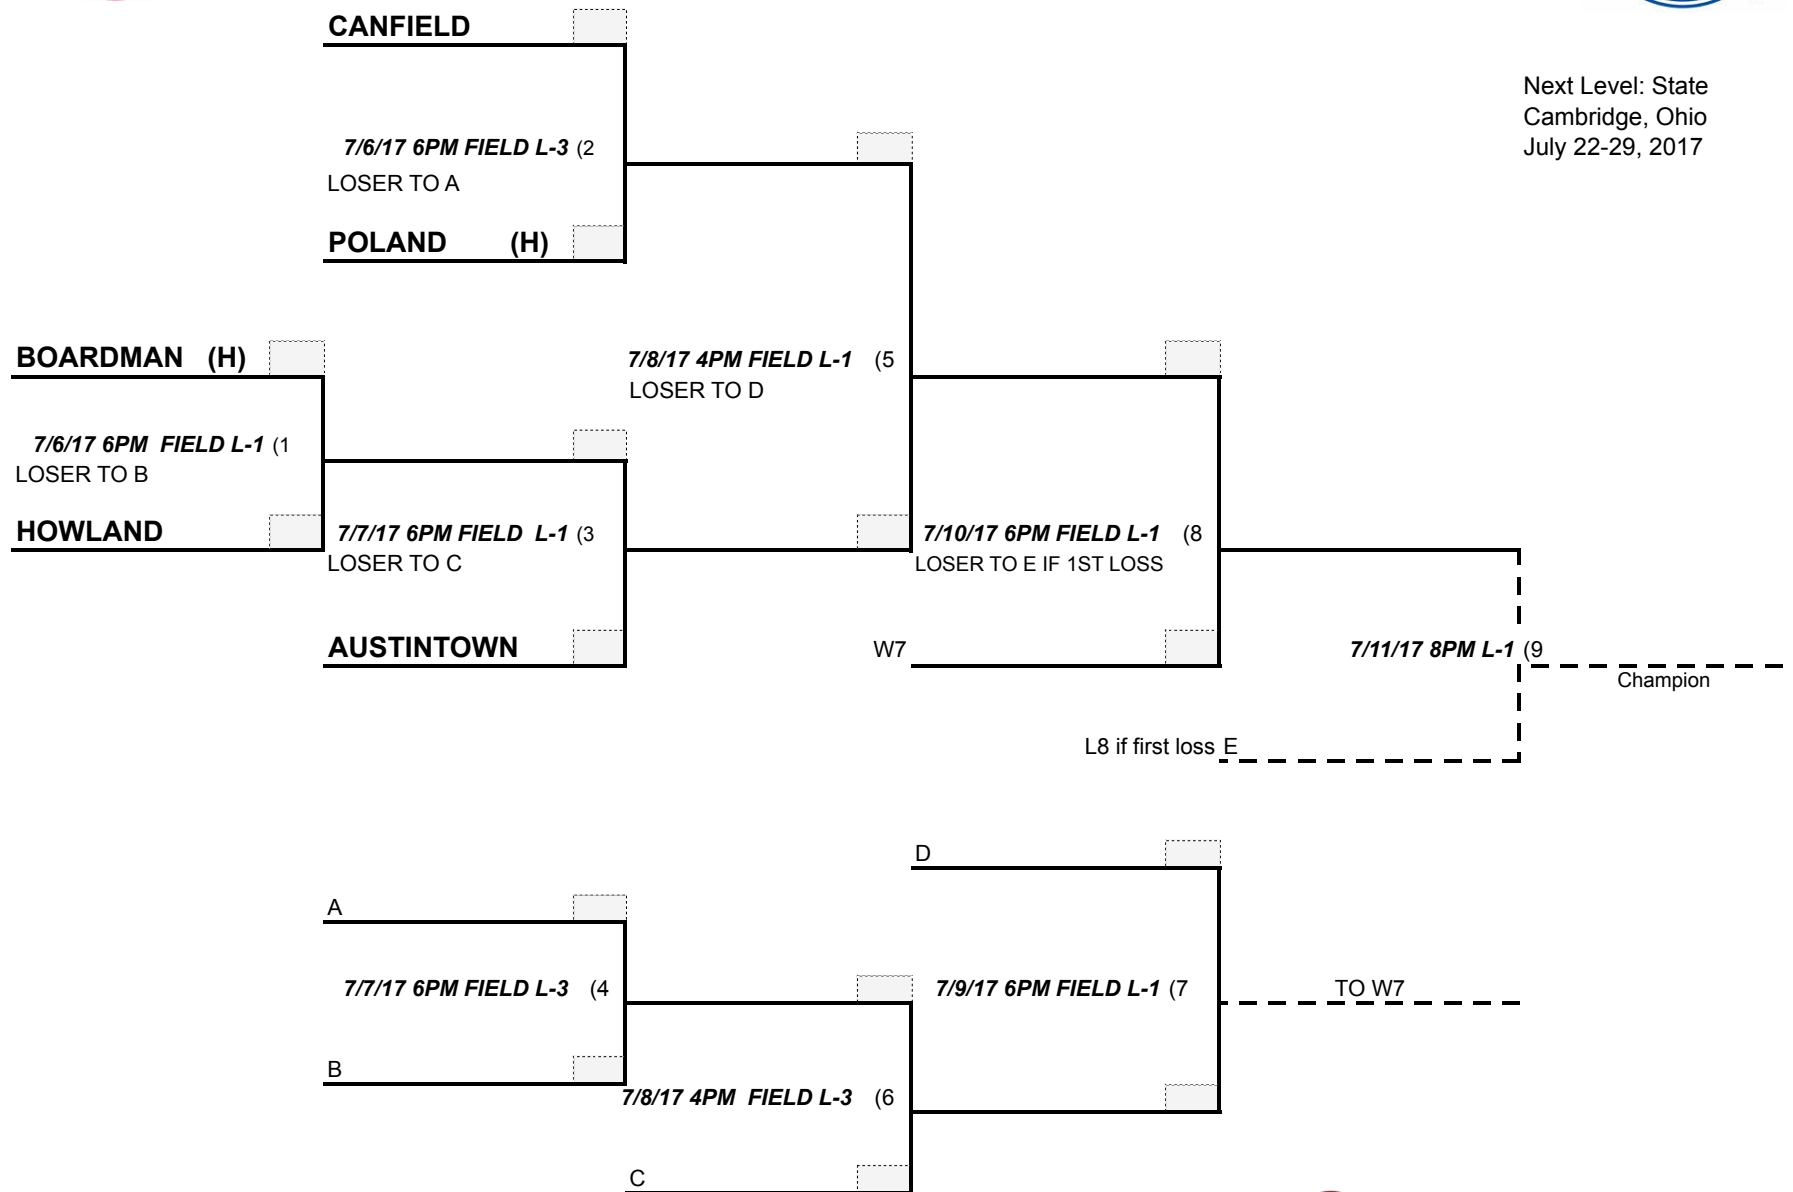 CANFIELD
Next Level: State
Cambridge, Ohio
July 22-29, 2017
7/6/17 6PM FIELD L-3 (2
LOSER TO A
POLAND (H)
BOARDMAN (H)
7/8/17 4PM FIELD L-1 (5
LOSER TO D
7/6/17 6PM FIELD L-1 (1
LOSER TO B
HOWLAND
7/7/17 6PM FIELD L-1 (3
LOSER TO C
7/10/17 6PM FIELD L-1 (8
LOSER TO E IF 1ST LOSS
AUSTINTOWN
W7
7/11/17 8PM L-1 (9
Champion
L8 if first loss E
D
A
7/7/17 6PM FIELD L-3 (4
7/9/17 6PM FIELD L-1 (7
TO W7
B
7/8/17 4PM FIELD L-3 (6
C